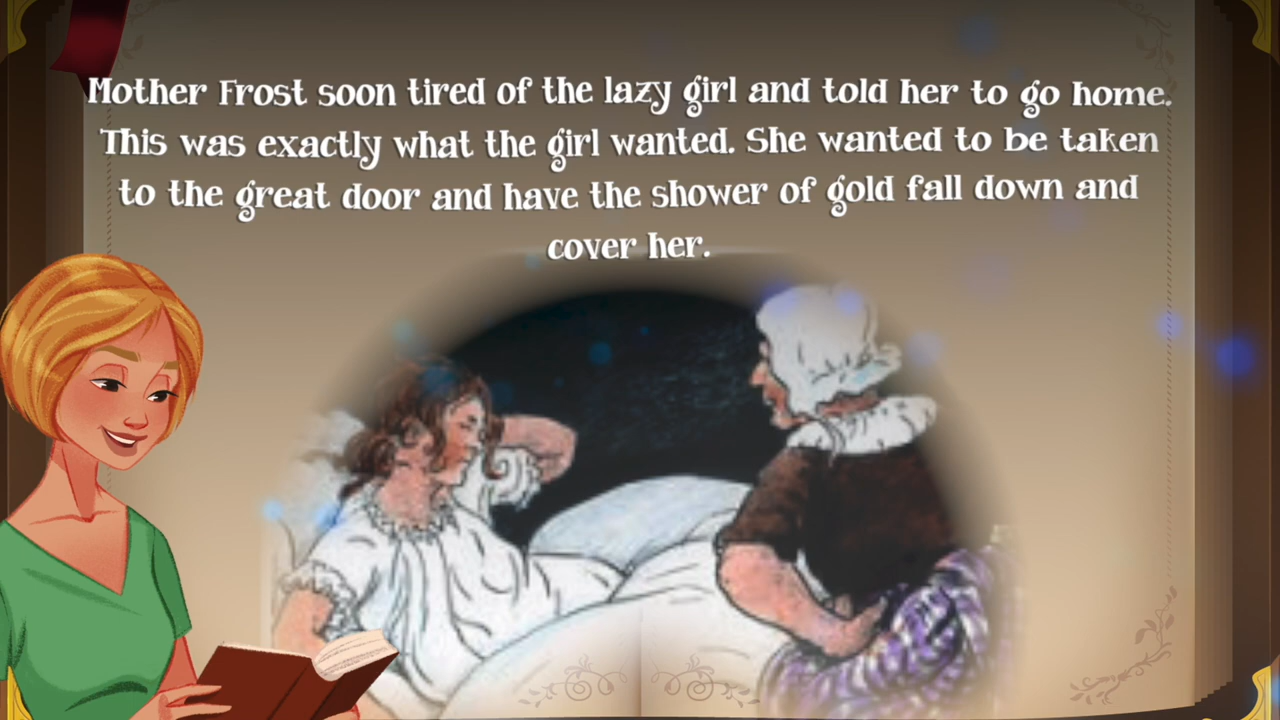 Mother Frost soon tired of the lazy girl and told her to go home.
This was exactly what the girl wanted. She wanted to be taken
to the great door and have the shower of gold fall down and
cover her.